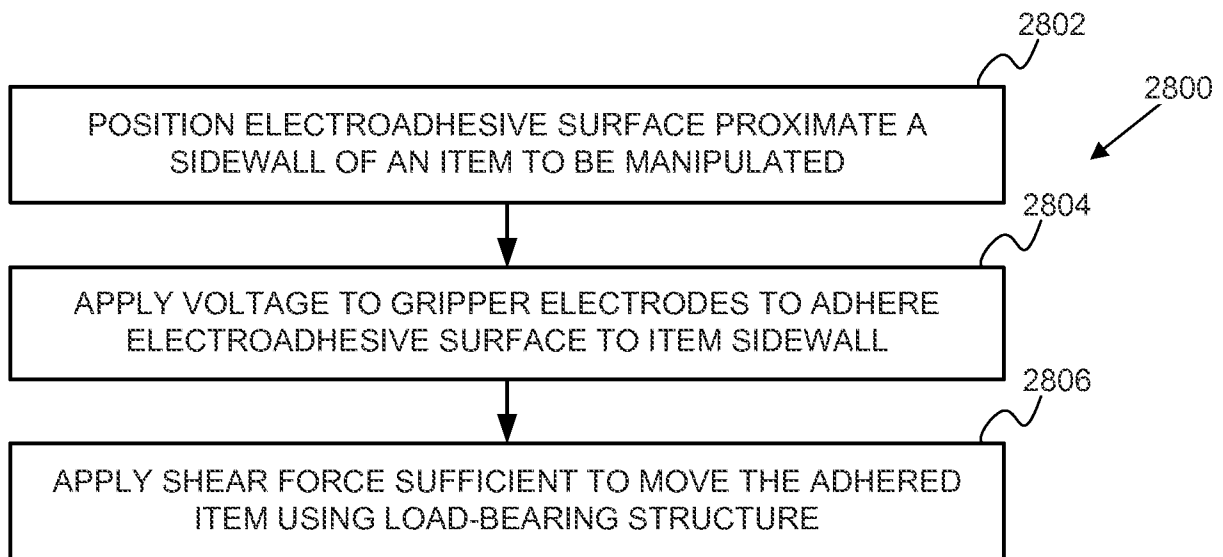 2802
2800
POSITION ELECTROADHESIVE SURFACE PROXIMATE A
SIDEWALL OF AN ITEM TO BE MANIPULATED
2804
APPLY VOLTAGE TO GRIPPER ELECTRODES TO ADHERE
ELECTROADHESIVE SURFACE TO ITEM SIDEWALL
2806
APPLY SHEAR FORCE SUFFICIENT TO MOVE THE ADHERED
ITEM USING LOAD-BEARING STRUCTURE